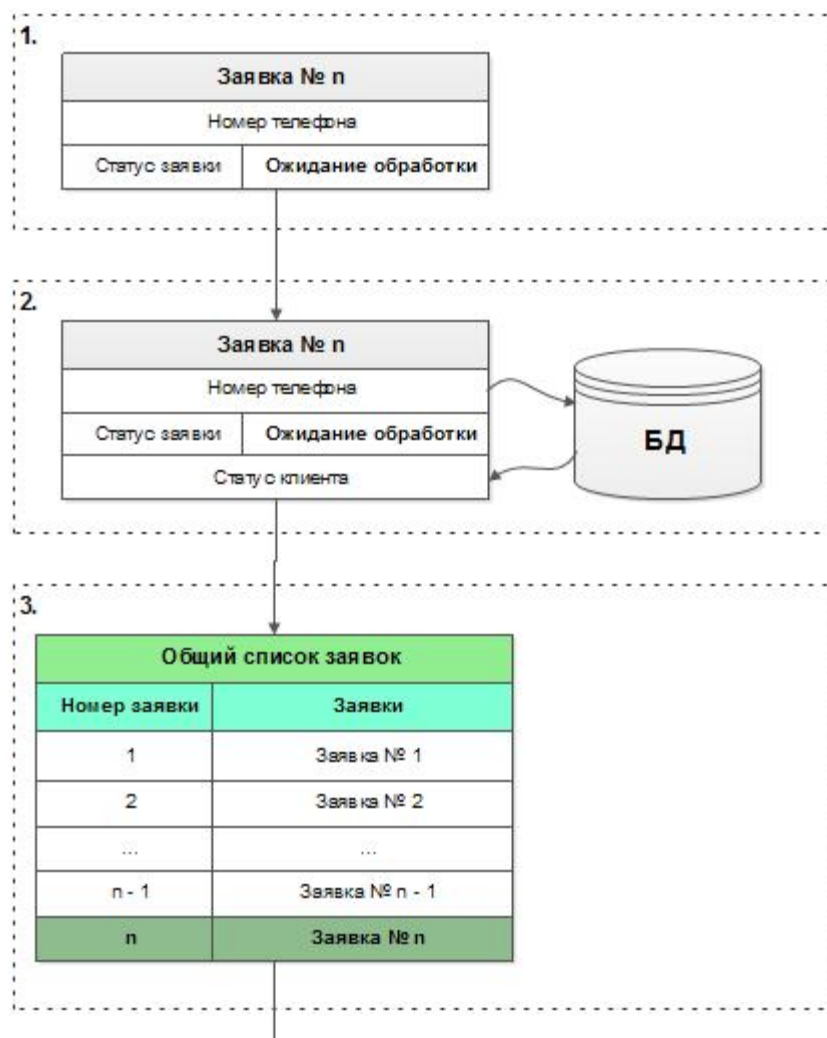 1.
Заявка № n
Номер телефона
Статус заявки Ожидание обработки
2.
Заявка № n
Номер телефона
Статус заявки Ожидание обработки
Статус клиента
БД
3.
Общий список заявок
Номер заявки Заявки
1 Заявка № 1
2 Заявка № 2
... ...
n - 1 Заявка № n - 1
n Заявка № n